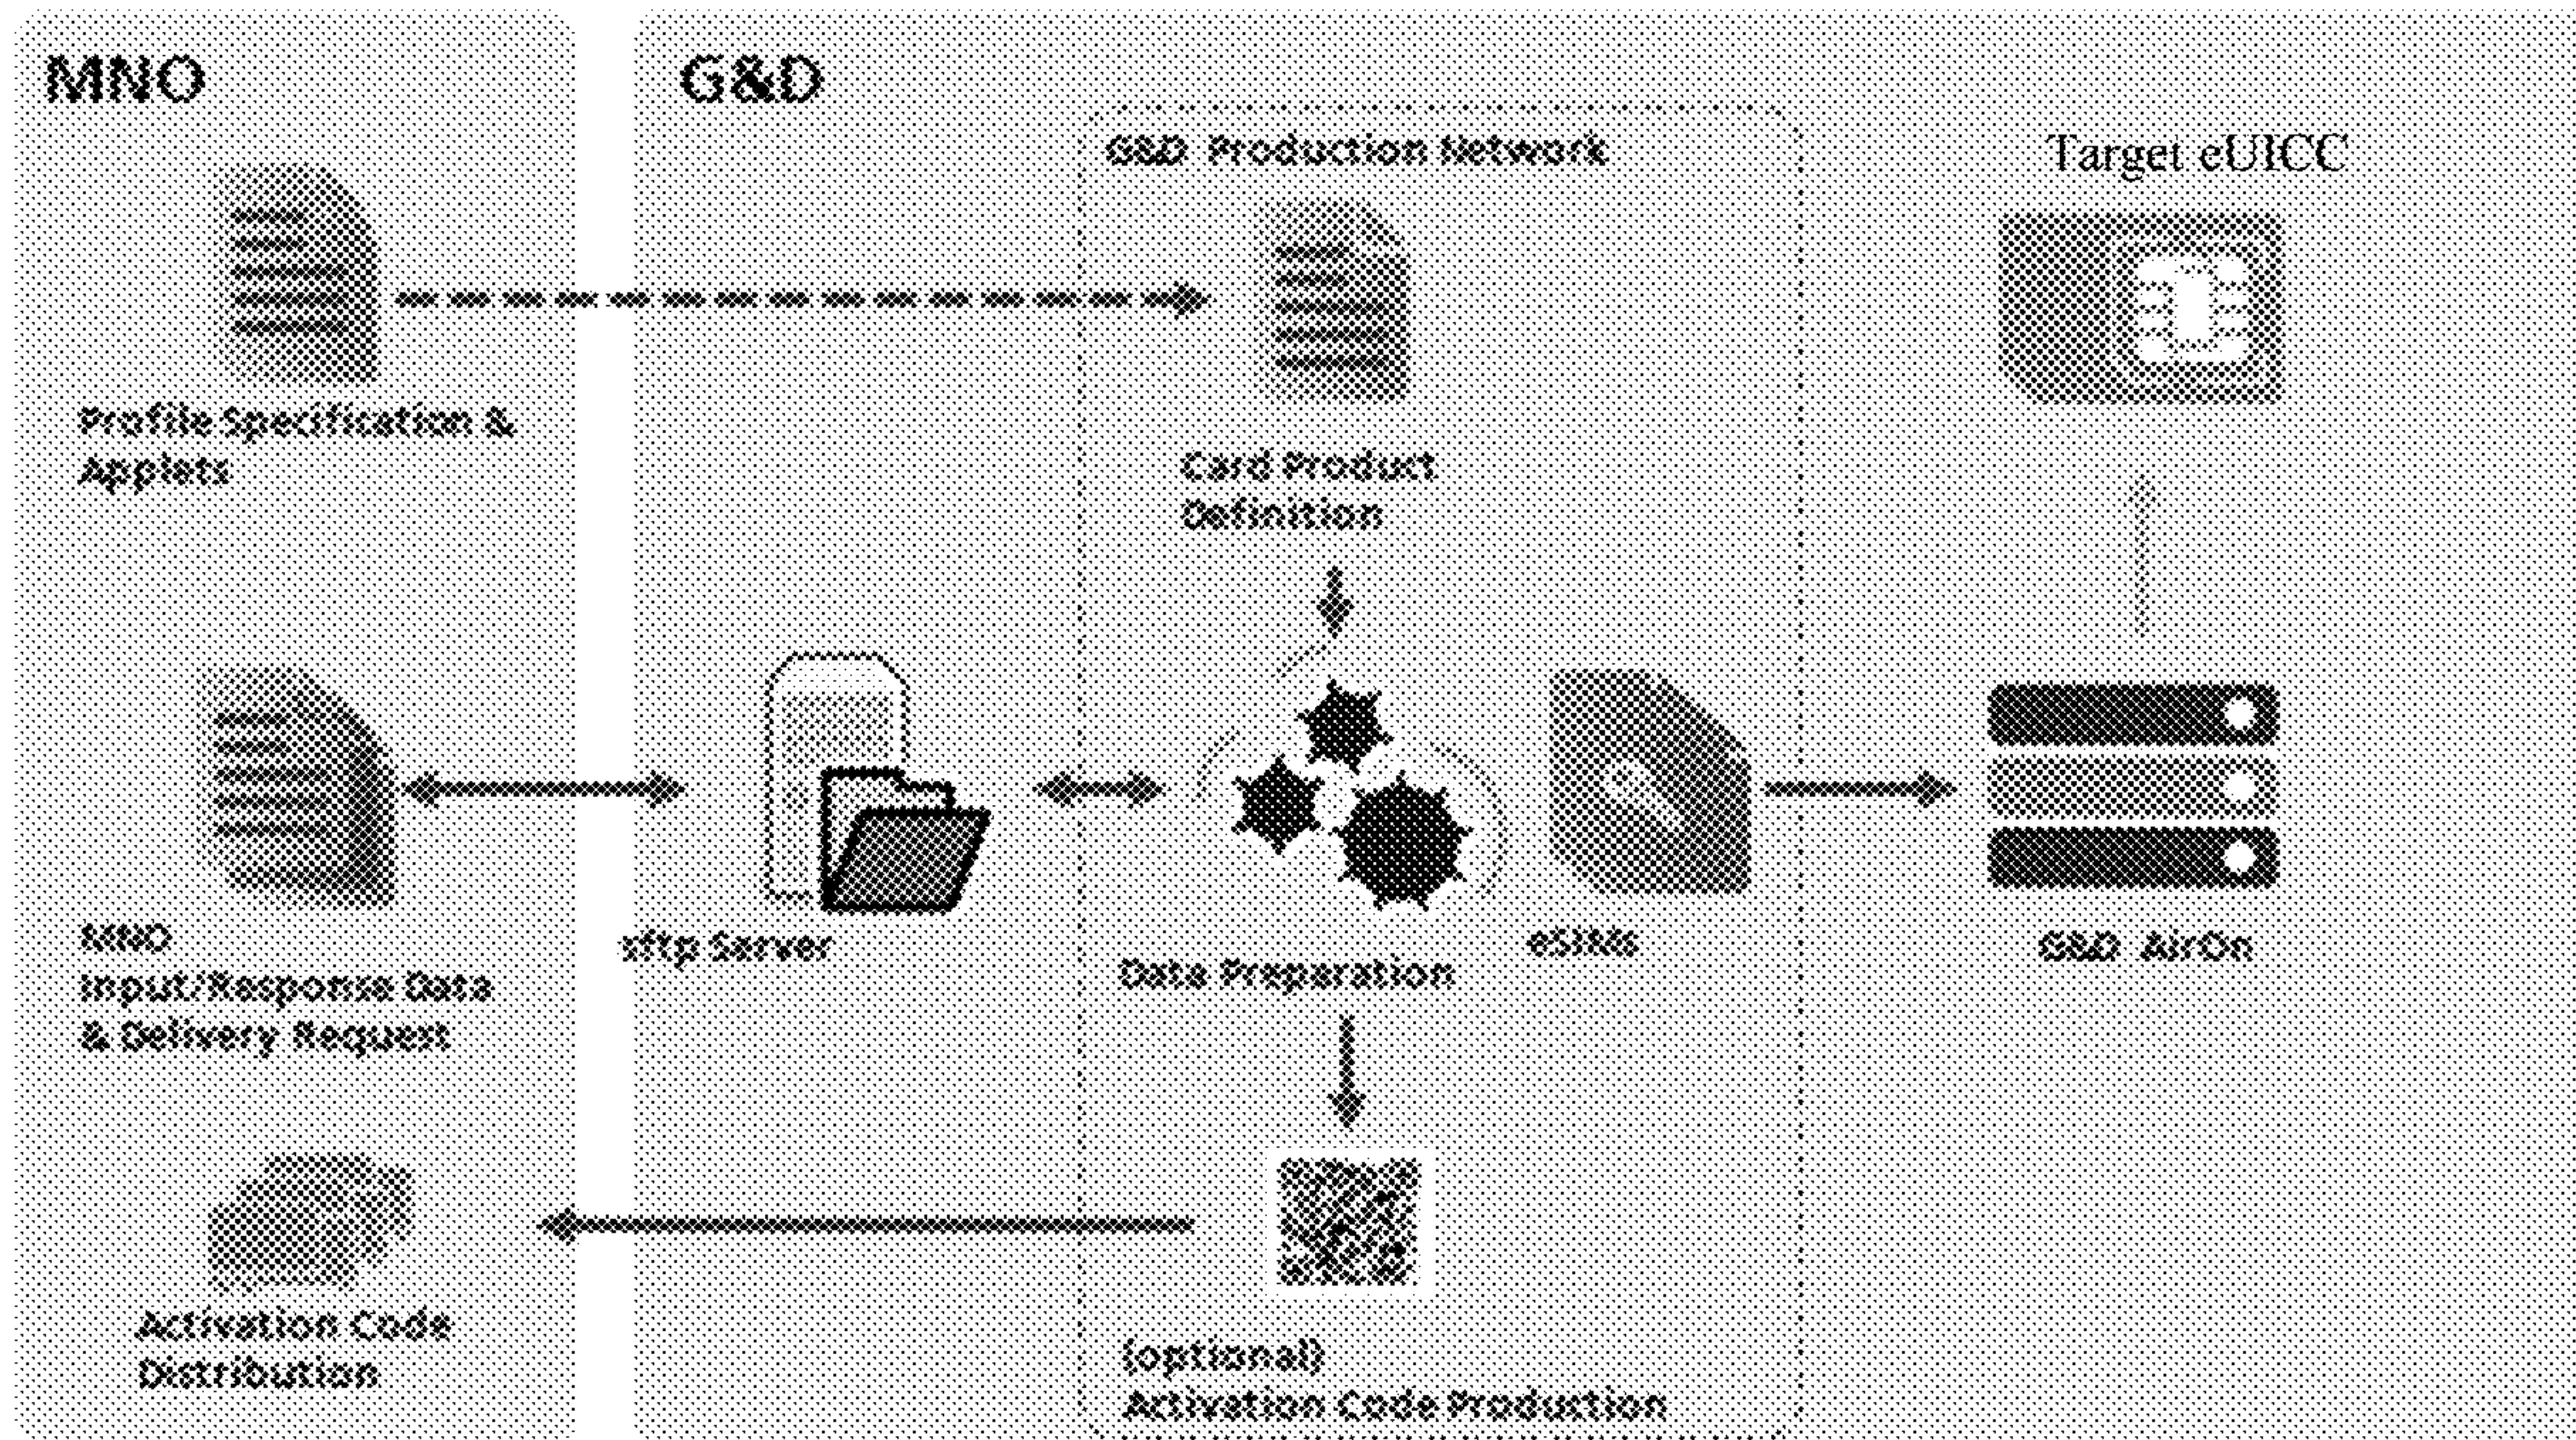 MNO
G&D
G&D Production Network
Target eUICC
Profile Specification &
Applets
Card Product
Definition
MNO
Input/Response Data
& Delivery Request
sftp Server
Data Preparation
eSIMs
G&D AirOn
Activation Code
Distribution
(optional)
Activation Code Production